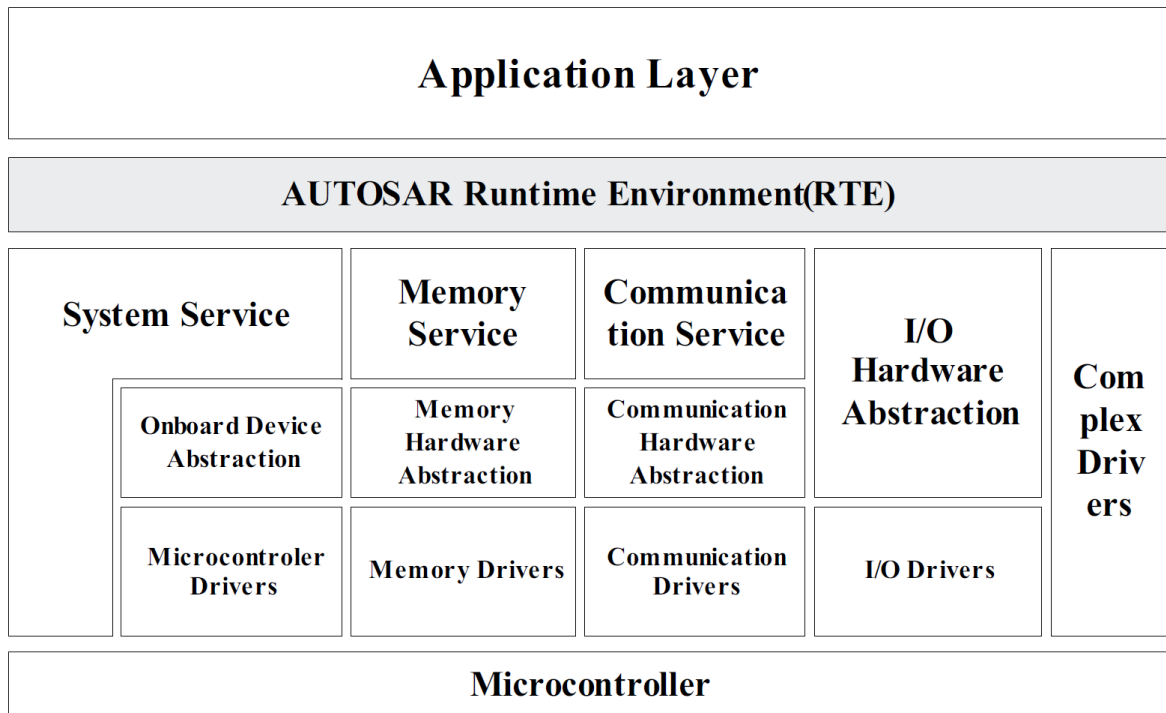 Application Layer
AUTOSAR Runtime Environment(RTE)
System Service
Memory
Service
Communica
tion Service
I/O
Hardware
Abstraction
Com
plex
Driv
ers
Onboard Device
Abstraction
Memory
Hardware
Abstraction
Communication
Hardware
Abstraction
Microcontroler
Drivers
Memory Drivers
Communication
Drivers
I/O Drivers
Microcontroller